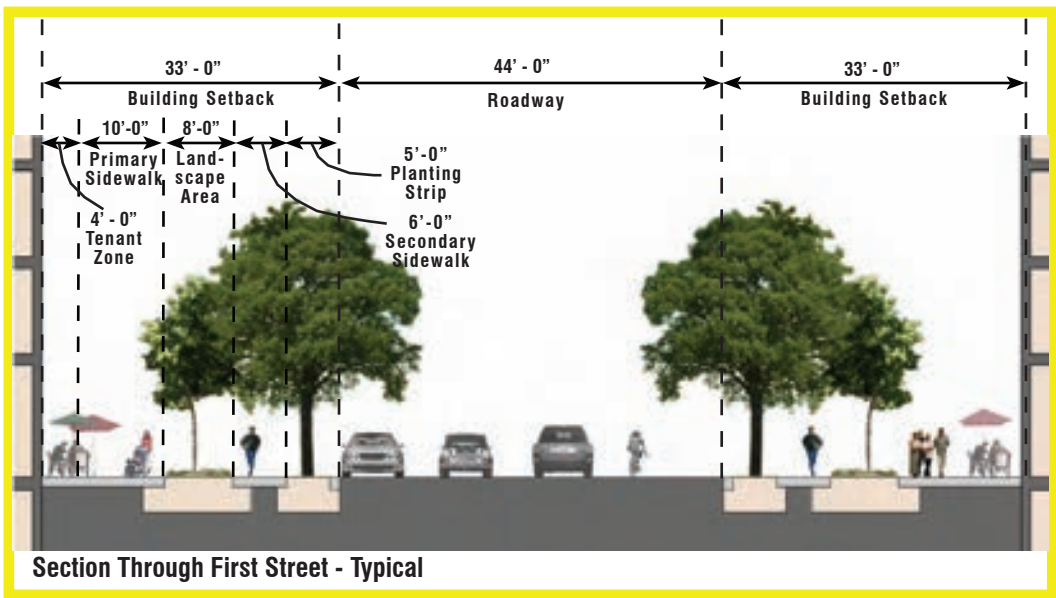 33' - 0”
Building Setback
44' - 0”
Roadway
33' - 0”
Building Setback
10'-0”
Primary
Sidewalk
8'-0”
Land-
scape
Area
5'-0”
Planting
Strip
4' - 0”
Tenant
Zone
6'-0”
Secondary
Sidewalk
Section Through First Street - Typical